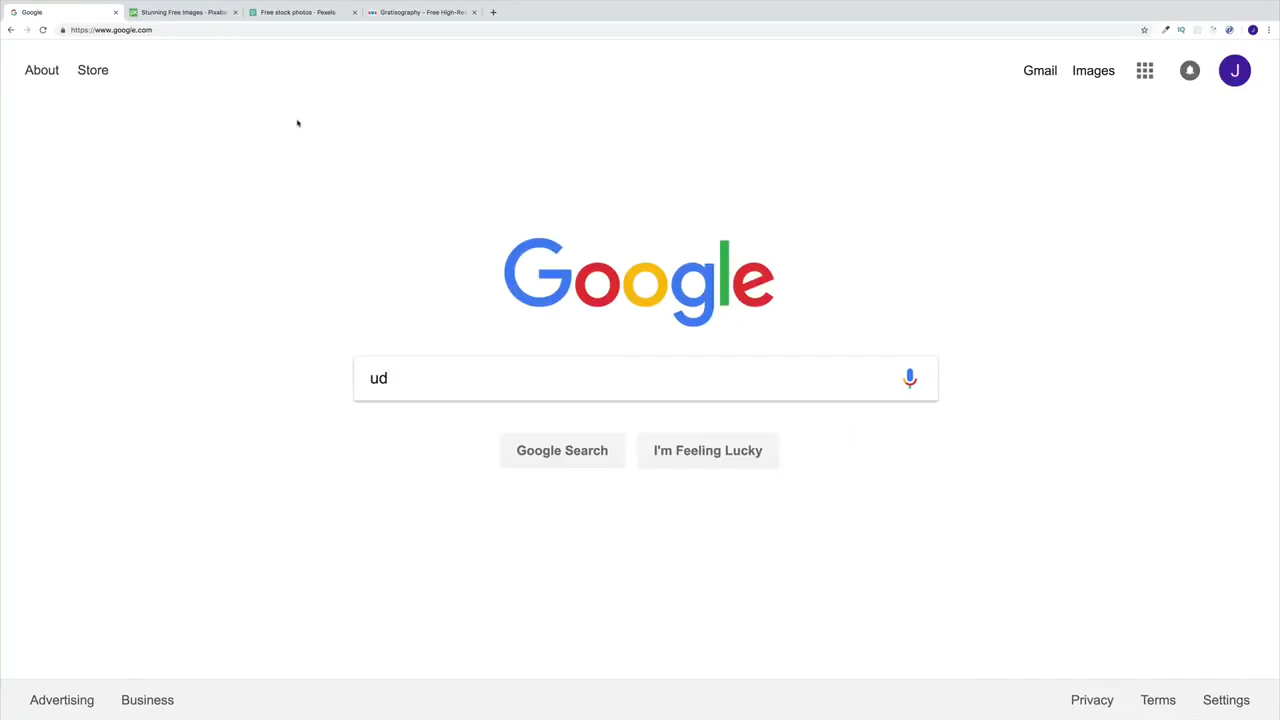 Google
Stunning Free Images - Pixaba
Free stock photos · Pexels
Gratisography - Free High-Re
https://www.google.com
About Store
Gmail Images J
Google
ud
Google Search I'm Feeling Lucky
Advertising Business
Privacy Terms Settings